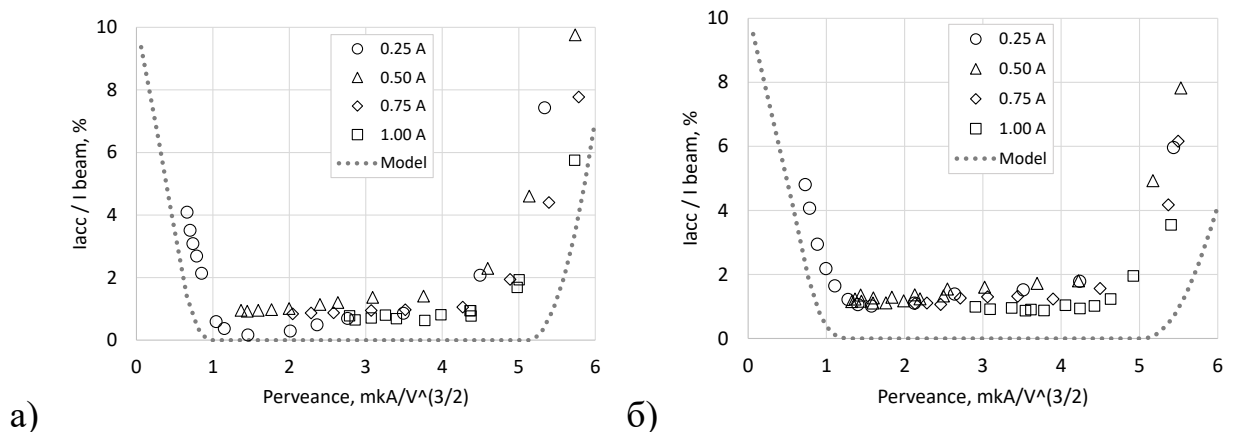 10
8
6
4
2
0
Iacc / I beam, %
0.25 A
0.50 A
0.75 A
1.00 A
Model
0 1 2 3 4 5 6
Perveance, mkA/V^(3/2)
а)
10
8
6
4
2
0
Iacc / I beam, %
0.25 A
0.50 A
0.75 A
1.00 A
Model
0 1 2 3 4 5 6
Perveance, mkA/V^(3/2)
б)